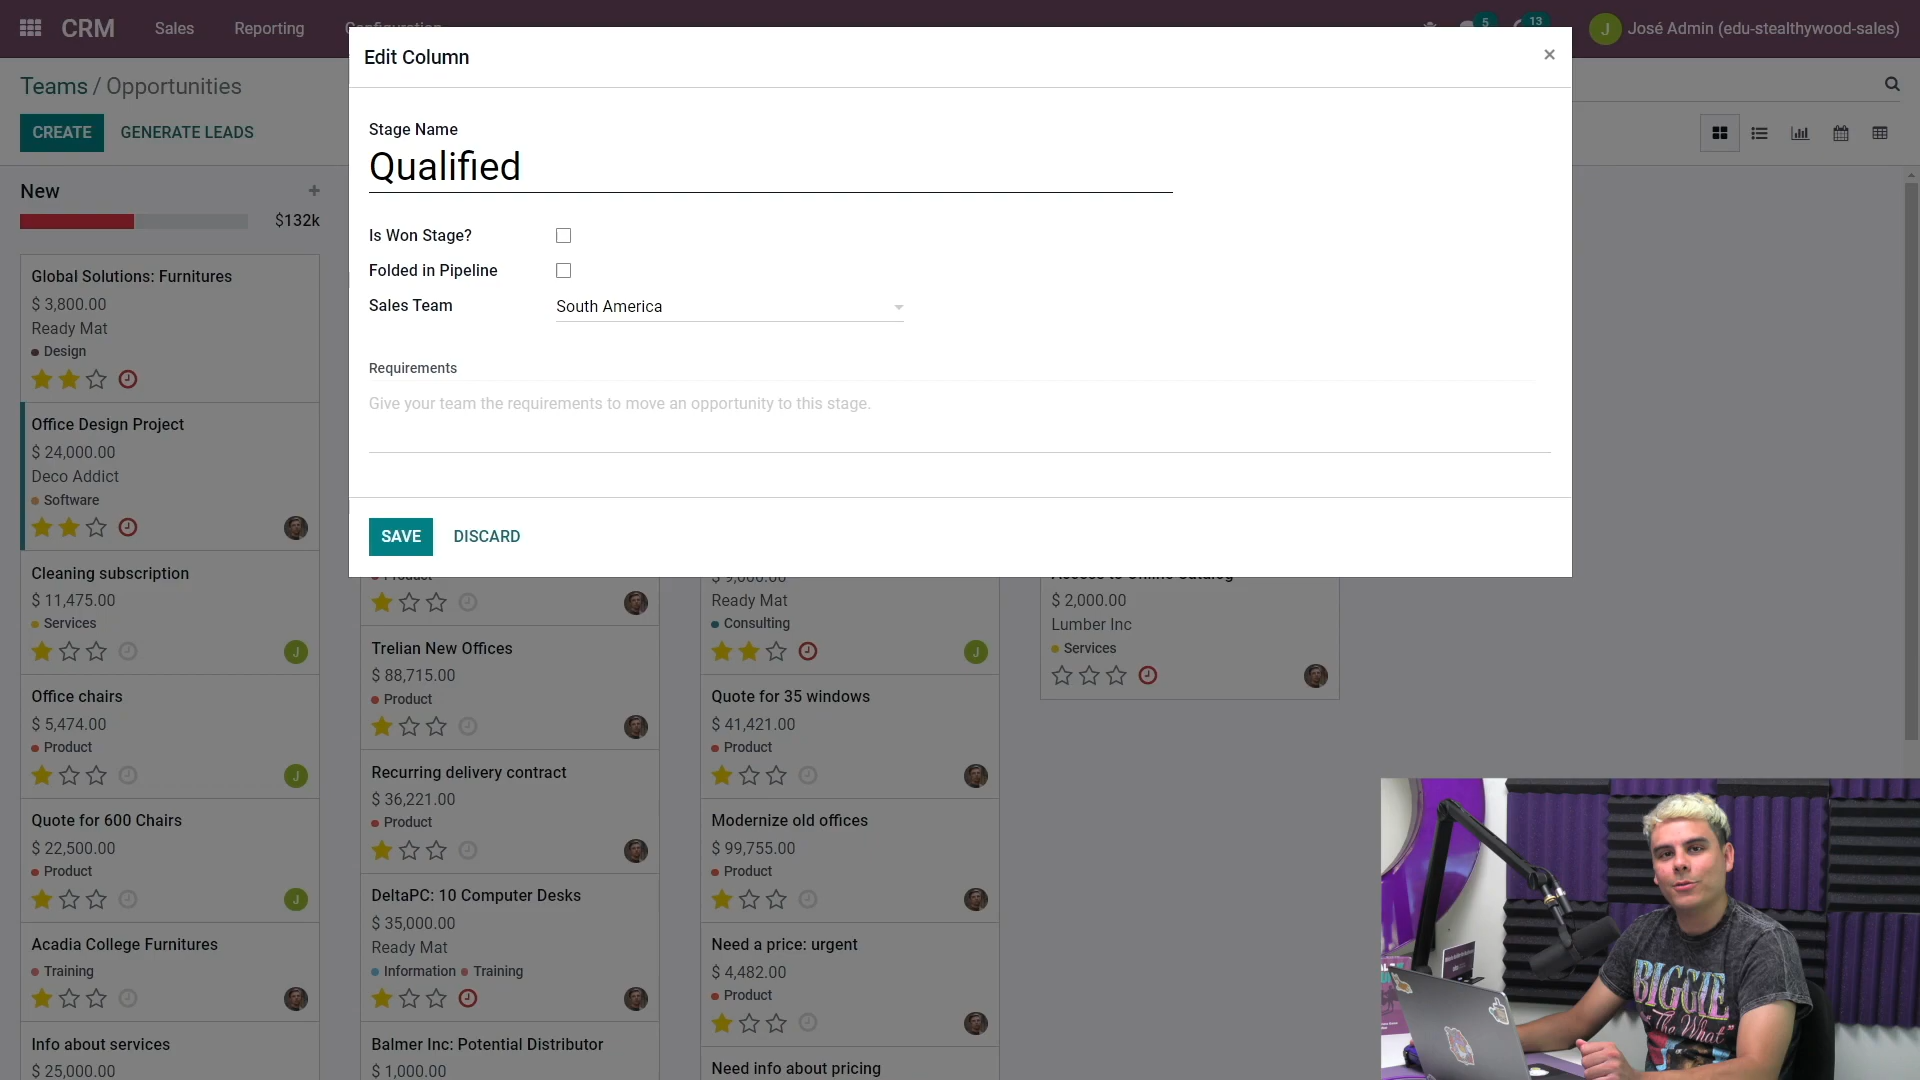 CRM
Sales
Reporting
Configuration
5
13
J
José Admin (edu-stealthywood-sales)
Teams / Opportunities
CREATE
GENERATE LEADS
Edit Column
×
Stage Name
Qualified
Is Won Stage?
Folded in Pipeline
Sales Team
South America
Requirements
Give your team the requirements to move an opportunity to this stage.
SAVE
DISCARD
New
+
$132k
Global Solutions: Furnitures
$ 3,800.00
Ready Mat
Design
Office Design Project
$ 24,000.00
Deco Addict
Software
Cleaning subscription
$ 11,475.00
Services
J
Office chairs
$ 5,474.00
Product
J
Quote for 600 Chairs
$ 22,500.00
Product
J
Acadia College Furnitures
Training
Info about services
$ 25,000.00
Product
Trelian New Offices
$ 88,715.00
Product
Recurring delivery contract
$ 36,221.00
Product
DeltaPC: 10 Computer Desks
$ 35,000.00
Ready Mat
Information
Training
Balmer Inc: Potential Distributor
$ 1,000.00
$ 9,000.00
Ready Mat
Consulting
J
Quote for 35 windows
$ 41,421.00
Product
Modernize old offices
$ 99,755.00
Product
Need a price: urgent
$ 4,482.00
Product
Need info about pricing
Access to Online Catalog
$ 2,000.00
Lumber Inc
Services
BIGGIE
The What